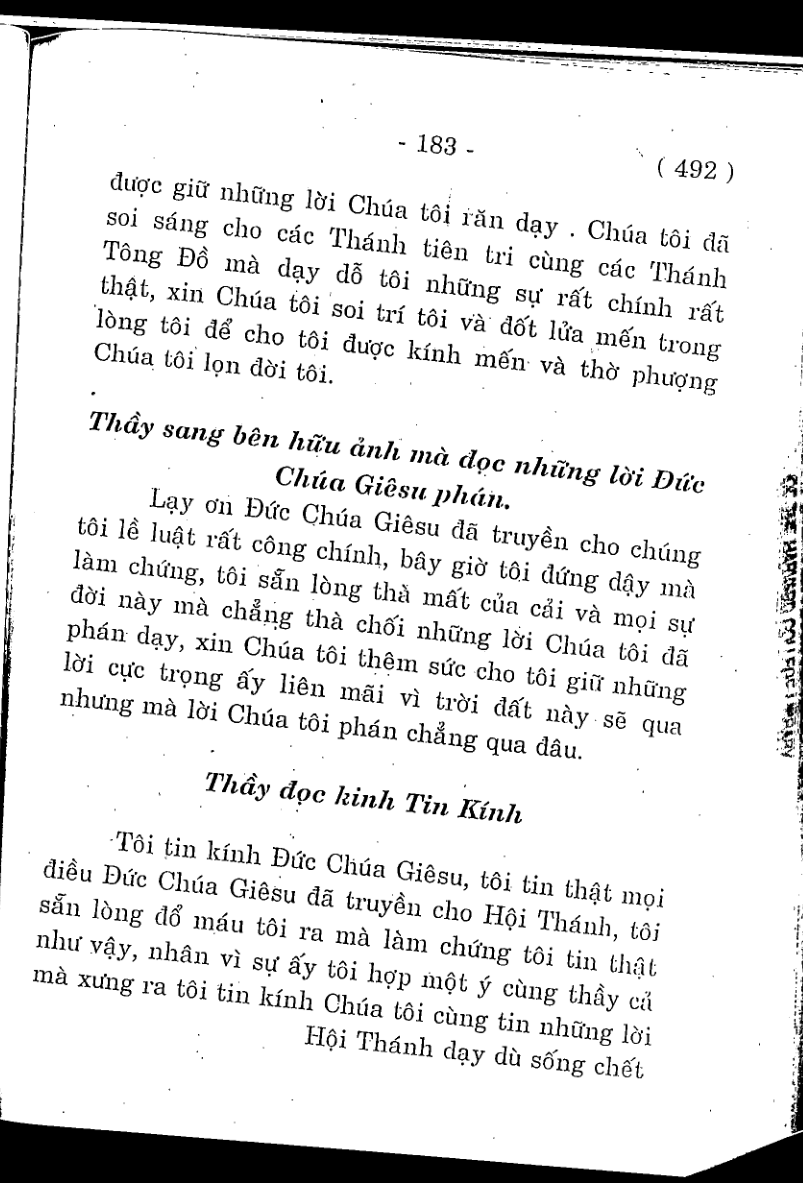 - 183 -
( 492 )
được giữ những lời Chúa tôi răn dạy . Chúa tôi đã
soi sáng cho các Thánh tiên tri cùng các Thánh
Tông Đồ mà dạy dỗ tôi những sự rất chính rất
thật, xin Chúa tôi soi trí tôi và đốt lửa mến trong
lòng tôi để cho tôi được kính mến và thờ phượng
Chúa tôi lọn đời tôi.
Thầy sang bên hữu ảnh mà đọc những lời Đức
Chúa Giêsu phán.
Lạy ơn Đức Chúa Giêsu đã truyền cho chúng
tôi lề luật rất công chính, bây giờ tôi đứng dậy mà
làm chứng, tôi sẵn lòng thà mất của cải và mọi sự
đời này mà chẳng thà chối những lời Chúa tôi đã
phán dạy, xin Chúa tôi thêm sức cho tôi giữ những
lời cực trọng ấy liên mãi vì trời đất này sẽ qua
nhưng mà lời Chúa tôi phán chẳng qua đâu.
Thầy đọc kinh Tin Kính
Tôi tin kính Đức Chúa Giêsu, tôi tin thật mọi
điều Đức Chúa Giêsu đã truyền cho Hội Thánh, tôi
sẵn lòng đổ máu tôi ra mà làm chứng tôi tin thật
như vậy, nhân vì sự ấy tôi hợp một ý cùng thầy cả
mà xưng ra tôi tin kính Chúa tôi cùng tin những lời
Hội Thánh dạy dù sống chết